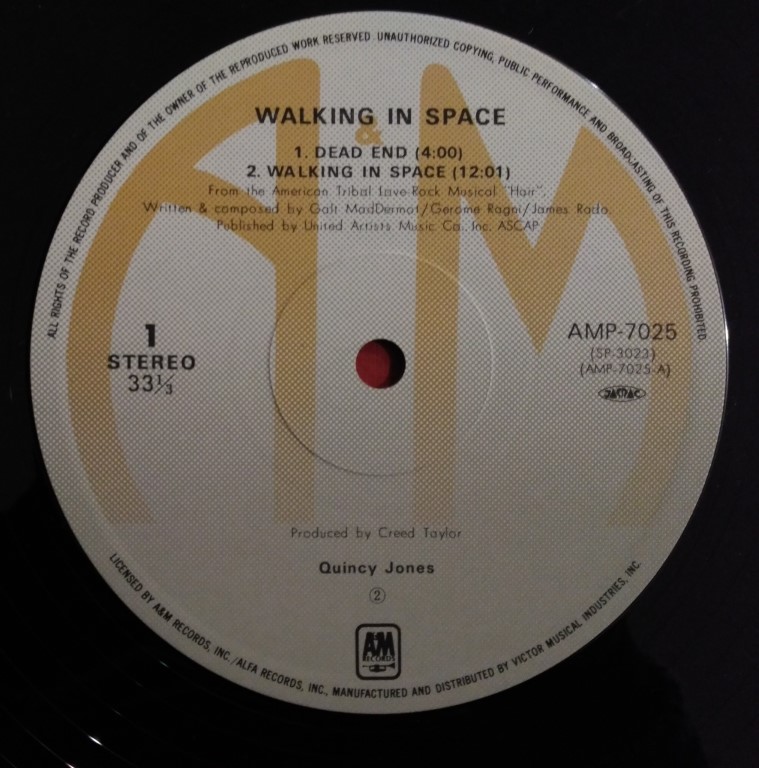 ALL RIGHTS OF THE RECORD PRODUCER AND OF THE OWNER OF THE REPRODUCED WORK RESERVED. UNAUTHORIZED COPYING, PUBLIC PERFORMANCE AND BROADCASTING OF THIS RECORDING PROHIBITED
&
WALKING IN SPACE
1. DEAD END (4:00)
2. WALKING IN SPACE (12:01)
From the American Tribal Love-Rock Musical "Hair".
Written & composed by Galt MacDermot/Gerome Ragni/James Rado.
Published by United Artists Music Co., Inc. ASCAP
1
STEREO
33⅓
AMP-7025
(SP-3023)
(AMP-7025-A)
Produced by Creed Taylor
Quincy Jones
②
A&M
RECORDS
LICENSED BY A&M RECORDS, INC./ALFA RECORDS, INC., MANUFACTURED AND DISTRIBUTED BY VICTOR MUSICAL INDUSTRIES, INC.